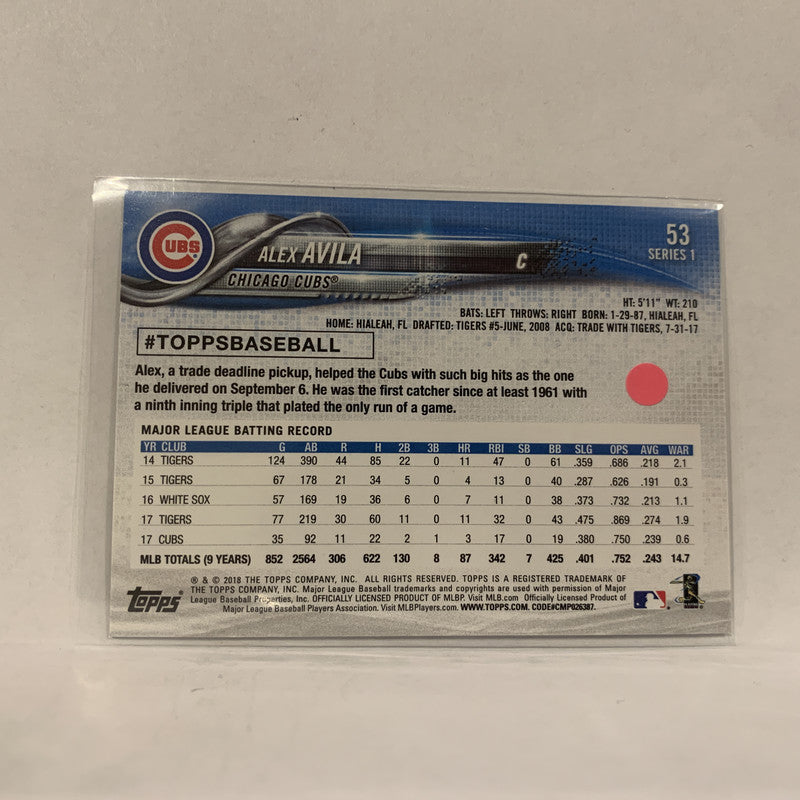 CUBS
ALEX AVILA
C
CHICAGO CUBS®
53
SERIES 1
HT: 5'11" WT: 210
BATS: LEFT THROWS: RIGHT BORN: 1-29-87, HIALEAH, FL
HOME: HIALEAH, FL DRAFTED: TIGERS #5-JUNE, 2008 ACQ: TRADE WITH TIGERS, 7-31-17
#TOPPSBASEBALL
Alex, a trade deadline pickup, helped the Cubs with such big hits as the one
he delivered on September 6. He was the first catcher since at least 1961 with
a ninth inning triple that plated the only run of a game.
MAJOR LEAGUE BATTING RECORD
YR CLUB G AB R H 2B 3B HR RBI SB BB SLG OPS AVG WAR
14 TIGERS 124 390 44 85 22 0 11 47 0 61 .359 .686 .218 2.1
15 TIGERS 67 178 21 34 5 0 4 13 0 40 .287 .626 .191 0.3
16 WHITE SOX 57 169 19 36 6 0 7 11 0 38 .373 .732 .213 1.1
17 TIGERS 77 219 30 60 11 0 11 32 0 43 .475 .869 .274 1.9
17 CUBS 35 92 11 22 2 1 3 17 0 19 .380 .750 .239 0.6
MLB TOTALS (9 YEARS) 852 2564 306 622 130 8 87 342 7 425 .401 .752 .243 14.7
Topps
® & © 2018 THE TOPPS COMPANY, INC. ALL RIGHTS RESERVED. TOPPS IS A REGISTERED TRADEMARK OF
THE TOPPS COMPANY, INC. Major League Baseball trademarks and copyrights are used with permission of Major
League Baseball Properties, Inc. OFFICIALLY LICENSED PRODUCT OF MLBP. Visit MLB.com Officially Licensed Product of
Major League Baseball Players Association. Visit MLBPlayers.com. WWW.TOPPS.COM. CODE#CMP026387.